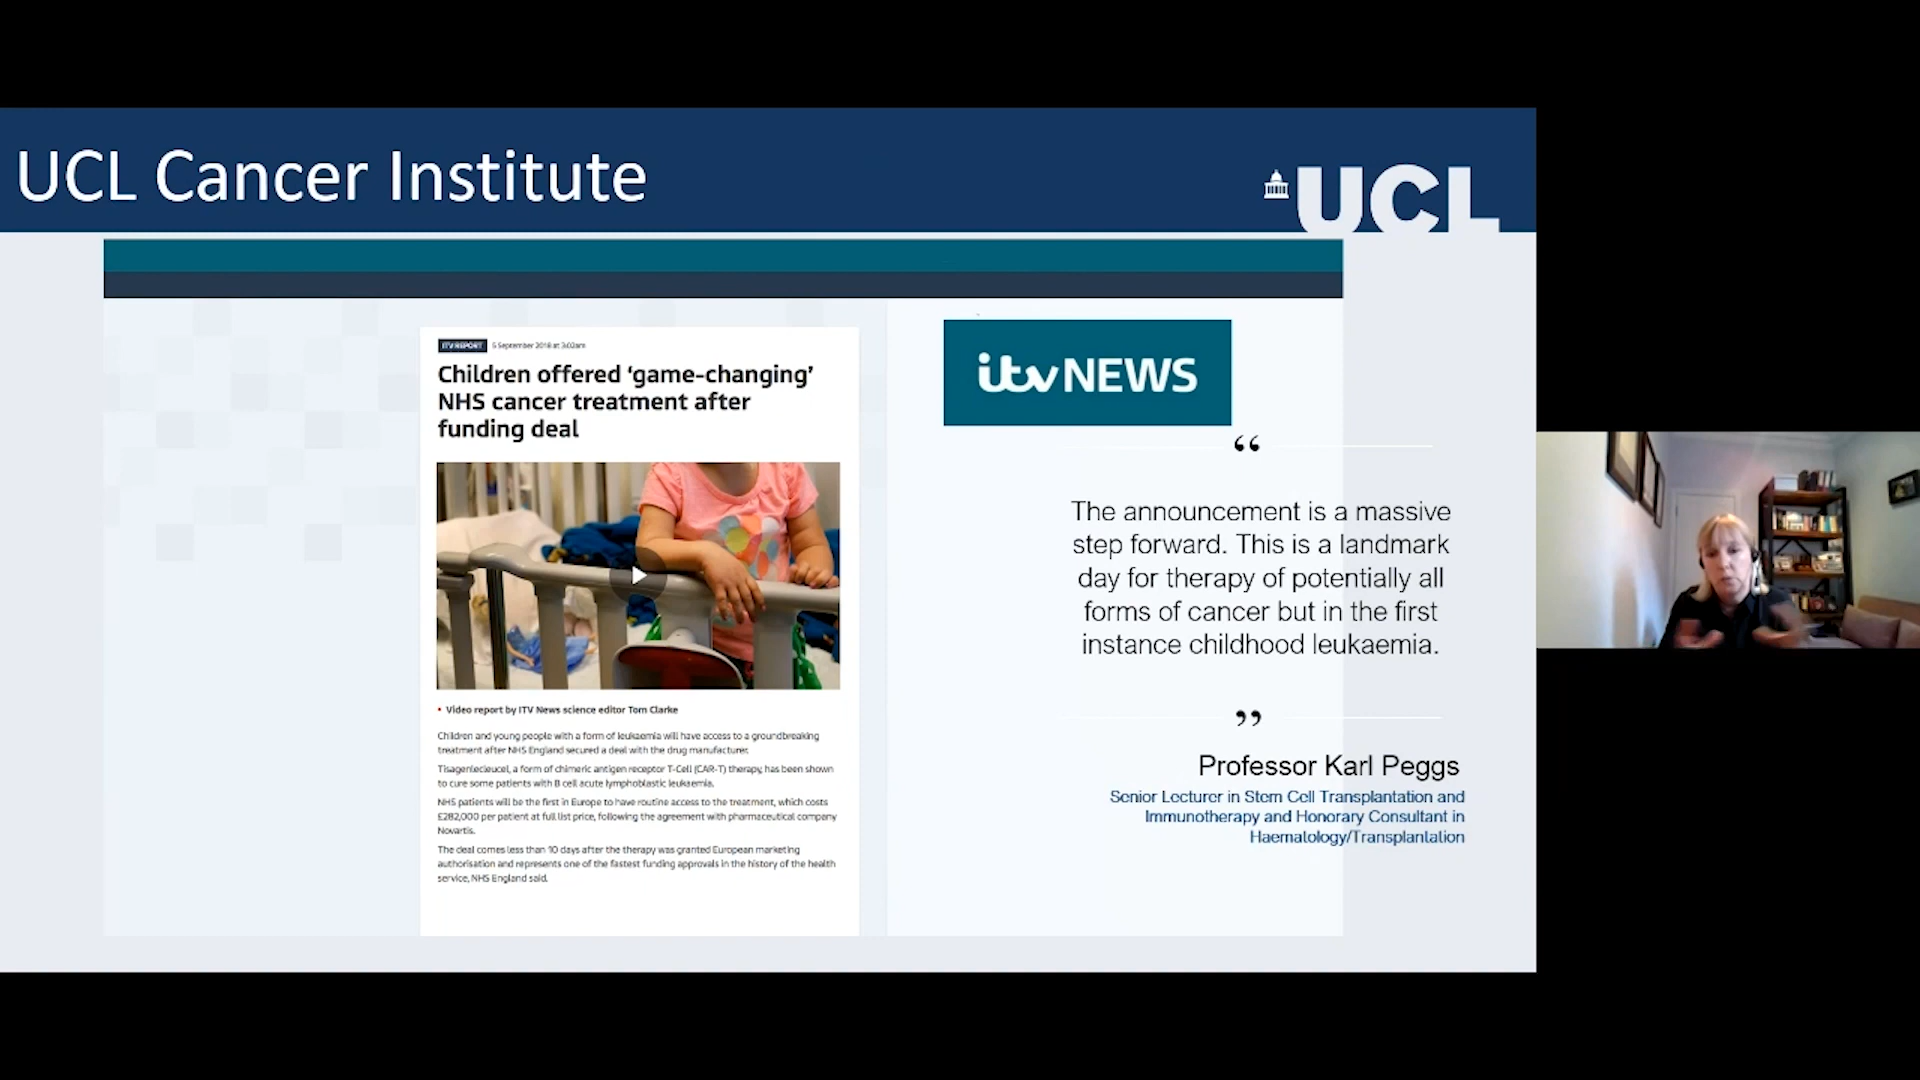 UCL Cancer Institute
UCL
ITV REPORT 5 September 2018 at 3:02am
Children offered ‘game-changing’
NHS cancer treatment after
funding deal
• Video report by ITV News science editor Tom Clarke
Children and young people with a form of leukaemia will have access to a groundbreaking
treatment after NHS England secured a deal with the drug manufacturer.
Tisagenlecleucel, a form of chimeric antigen receptor T-Cell (CAR-T) therapy, has been shown
to cure some patients with B cell acute lymphoblastic leukaemia.
NHS patients will be the first in Europe to have routine access to the treatment, which costs
£282,000 per patient at full list price, following the agreement with pharmaceutical company
Novartis.
The deal comes less than 10 days after the therapy was granted European marketing
authorisation and represents one of the fastest funding approvals in the history of the health
service, NHS England said.
itv NEWS
“
The announcement is a massive
step forward. This is a landmark
day for therapy of potentially all
forms of cancer but in the first
instance childhood leukaemia.
”
Professor Karl Peggs
Senior Lecturer in Stem Cell Transplantation and
Immunotherapy and Honorary Consultant in
Haematology/Transplantation